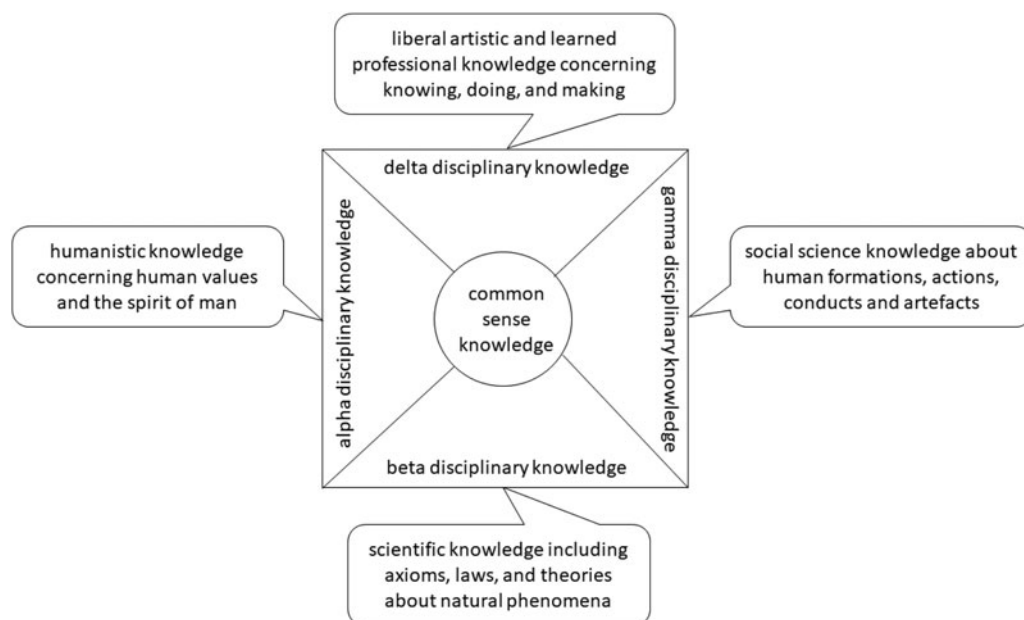 liberal artistic and learned
professional knowledge concerning
knowing, doing, and making
delta disciplinary knowledge
humanistic knowledge
concerning human values
and the spirit of man
alpha disciplinary knowledge
common
sense
knowledge
gamma disciplinary knowledge
social science knowledge about
human formations, actions,
conducts and artefacts
beta disciplinary knowledge
scientific knowledge including
axioms, laws, and theories
about natural phenomena